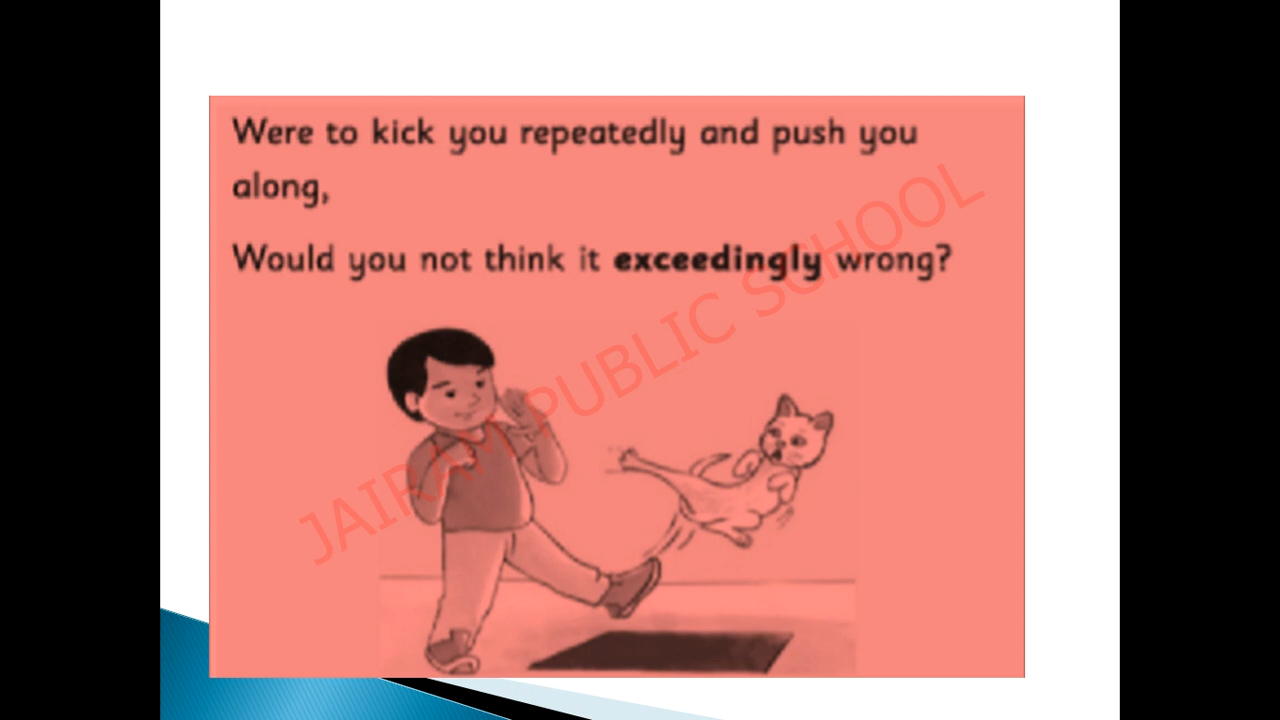 Were to kick you repeatedly and push you
along,
Would you not think it exceedingly wrong?
JAIRAM PUBLIC SCHOOL